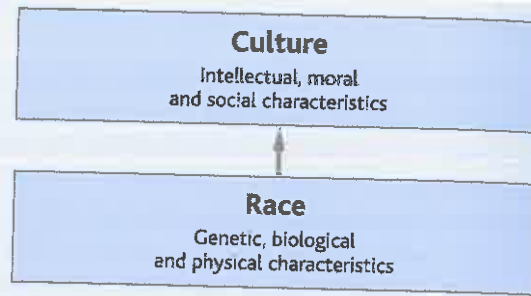 Culture
Intellectual, moral
and social characteristics
Race
Genetic, biological
and physical characteristics